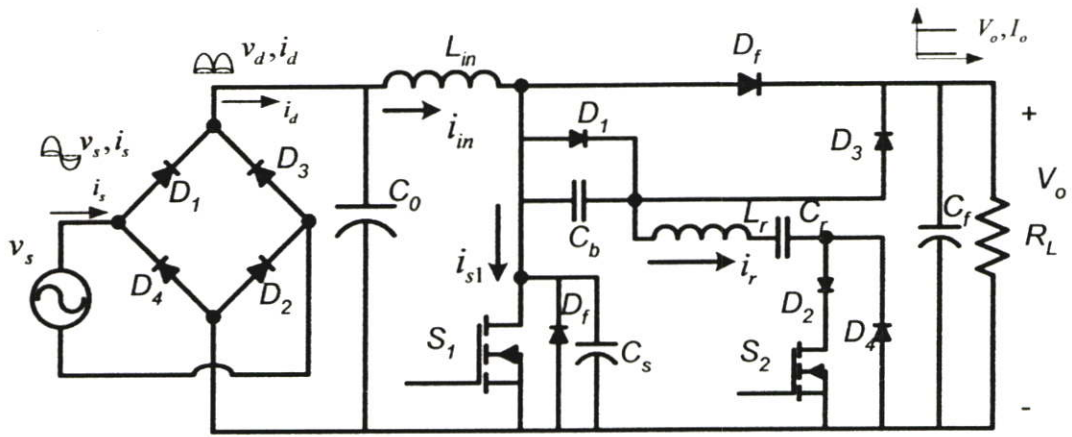 v_d, i_d
L_in
D_f
V_o, I_o
i_d
i_in
D_1
D_3
+
v_s, i_s
D_3
i_s
D_1
C_0
V_o
C_b
L_r
C_r
C_f
R_L
v_s
i_s1
i_r
D_4
D_2
D_f
D_2
D_4
S_1
C_s
S_2
-